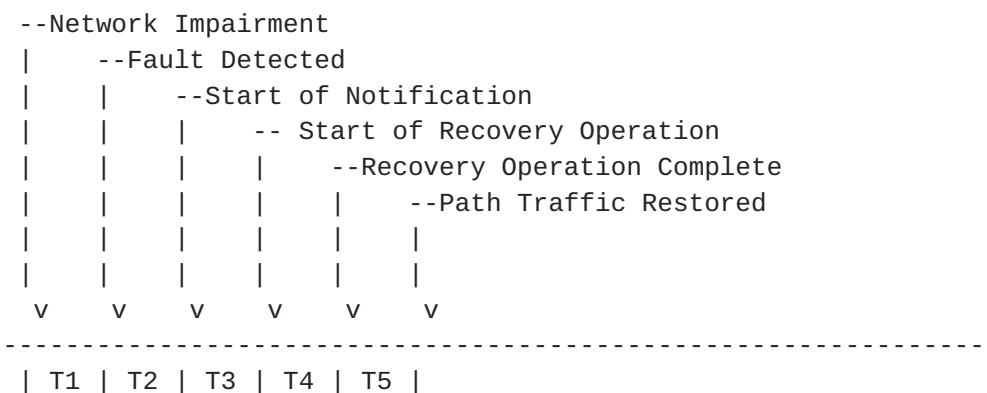 --Network Impairment
|    --Fault Detected
|    |    --Start of Notification
|    |    |    -- Start of Recovery Operation
|    |    |    |    --Recovery Operation Complete
|    |    |    |    |    --Path Traffic Restored
|    |    |    |    |    |
|    |    |    |    |    |
 v    v    v    v    v    v
---------------------------------------------------------------
| T1 | T2 | T3 | T4 | T5 |